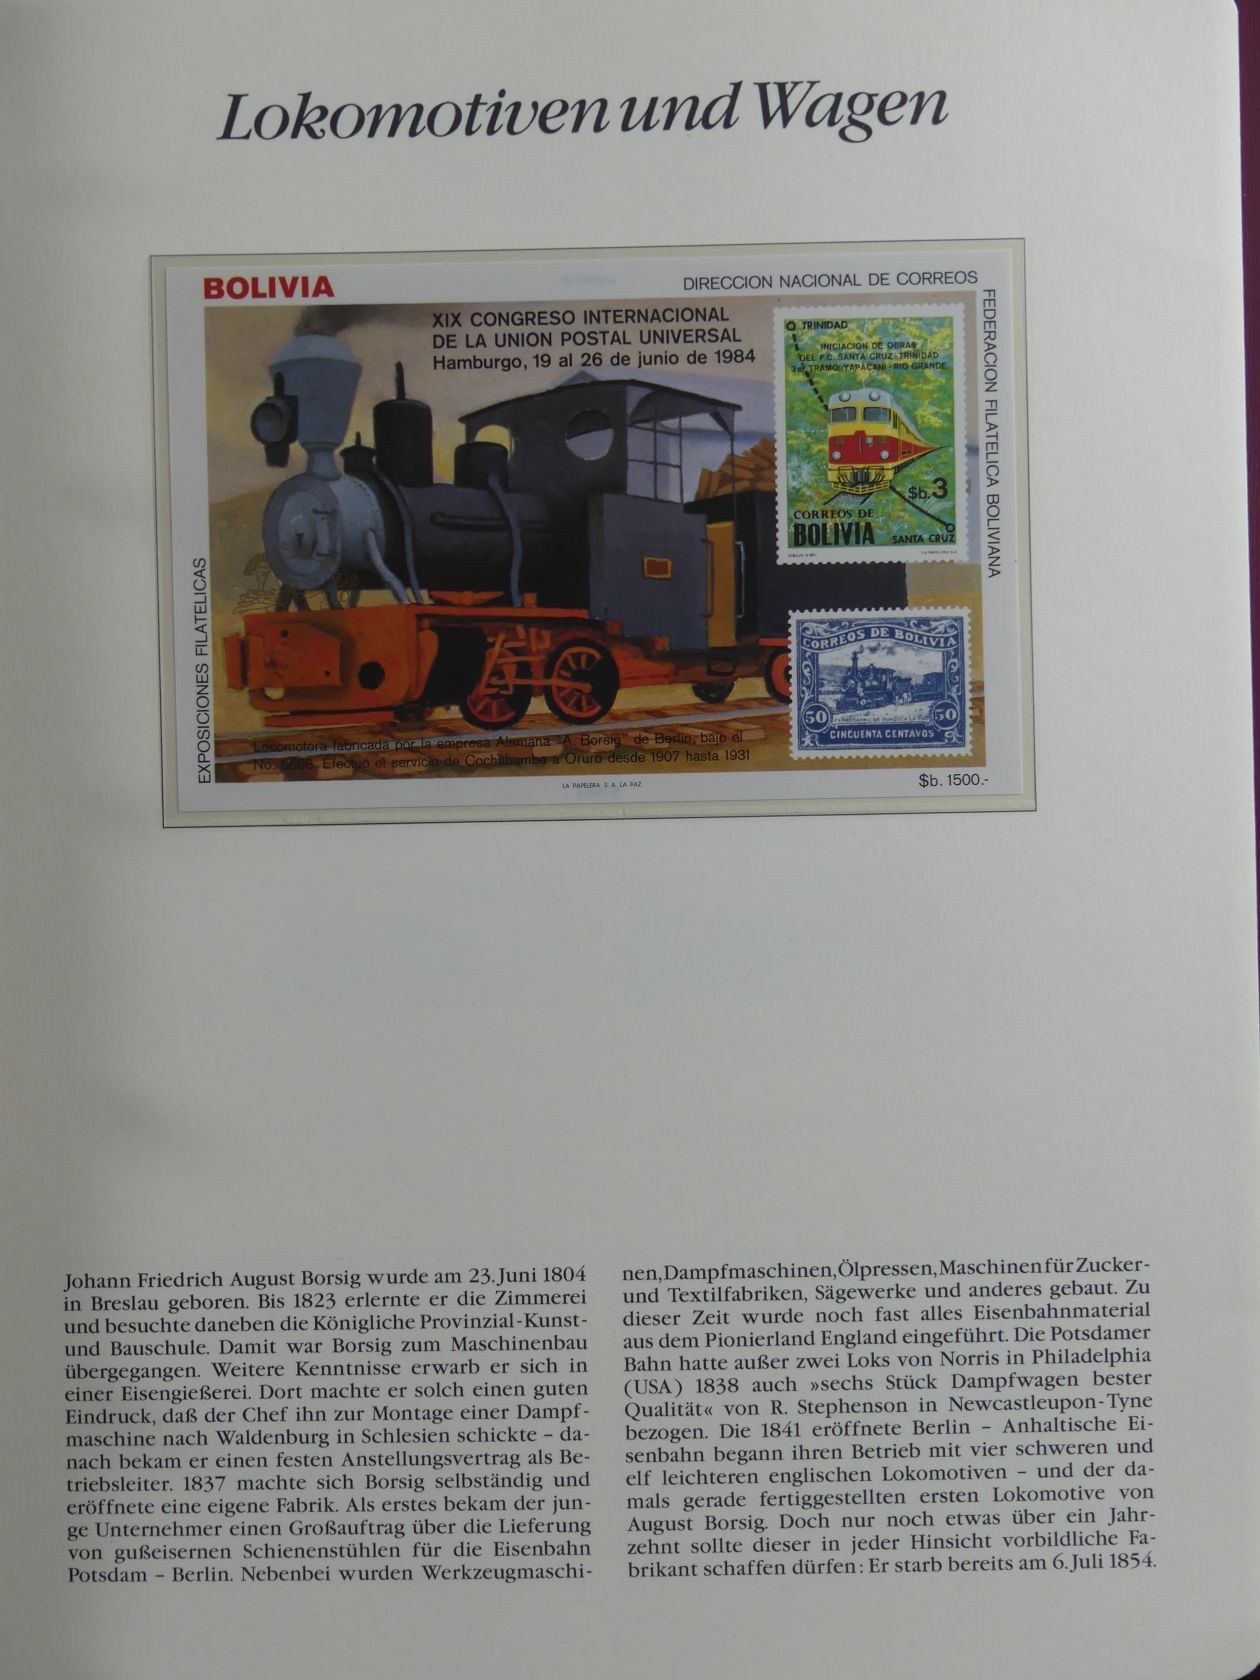 Lokomotiven und Wagen
BOLIVIA
DIRECCION NACIONAL DE CORREOS
XIX CONGRESO INTERNACIONAL
DE LA UNION POSTAL UNIVERSAL
Hamburgo, 19 al 26 de junio de 1984
FEDERACION FILATELICA BOLIVIANA
EXPOSICIONES FILATELICAS
TRINIDAD
INICIACION DE OBRAS
DEL F.C. SANTA CRUZ-TRINIDAD
3er. TRAMO: YAPACANI-RIO GRANDE
$b.3
CORREOS DE
BOLIVIA
SANTA CRUZ
LA PAPELERA S.A.
CORREOS DE BOLIVIA
50 50
CINCUENTA CENTAVOS
Locomotora fabricada por la empresa Alemana "A. Borsig" de Berlin, bajo el
No. 5696. Efectuó el servicio de Cochabamba a Oruro desde 1907 hasta 1931
LA PAPELERA S. A. LA PAZ
$b. 1500.-
Johann Friedrich August Borsig wurde am 23. Juni 1804
in Breslau geboren. Bis 1823 erlernte er die Zimmerei
und besuchte daneben die Königliche Provinzial-Kunst-
und Bauschule. Damit war Borsig zum Maschinenbau
übergegangen. Weitere Kenntnisse erwarb er sich in
einer Eisengießerei. Dort machte er solch einen guten
Eindruck, daß der Chef ihn zur Montage einer Dampf-
maschine nach Waldenburg in Schlesien schickte – da-
nach bekam er einen festen Anstellungsvertrag als Be-
triebsleiter. 1837 machte sich Borsig selbständig und
eröffnete eine eigene Fabrik. Als erstes bekam der jun-
ge Unternehmer einen Großauftrag über die Lieferung
von gußeisernen Schienenstühlen für die Eisenbahn
Potsdam – Berlin. Nebenbei wurden Werkzeugmaschi-
nen, Dampfmaschinen, Ölpressen, Maschinen für Zucker-
und Textilfabriken, Sägewerke und anderes gebaut. Zu
dieser Zeit wurde noch fast alles Eisenbahnmaterial
aus dem Pionierland England eingeführt. Die Potsdamer
Bahn hatte außer zwei Loks von Norris in Philadelphia
(USA) 1838 auch »sechs Stück Dampfwagen bester
Qualität« von R. Stephenson in Newcastleupon-Tyne
bezogen. Die 1841 eröffnete Berlin – Anhaltische Ei-
senbahn begann ihren Betrieb mit vier schweren und
elf leichteren englischen Lokomotiven – und der da-
mals gerade fertiggestellten ersten Lokomotive von
August Borsig. Doch nur noch etwas über ein Jahr-
zehnt sollte dieser in jeder Hinsicht vorbildliche Fa-
brikant schaffen dürfen: Er starb bereits am 6. Juli 1854.